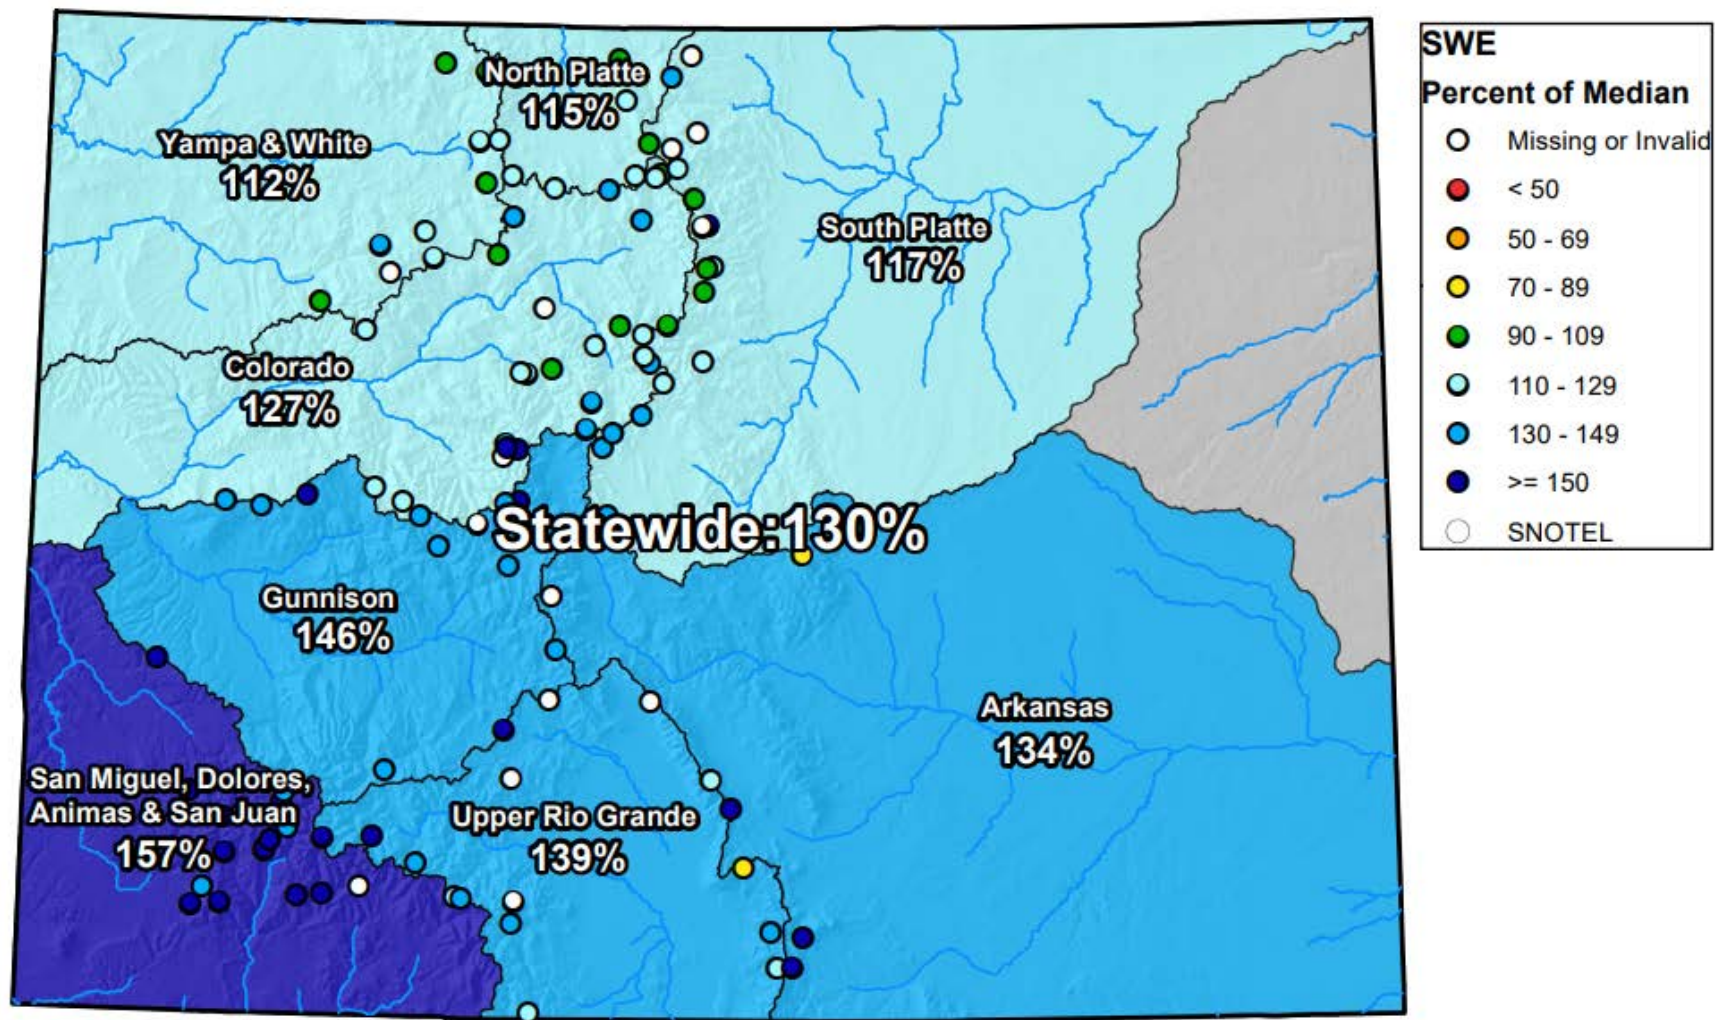 North Platte
115%
Yampa & White
112%
South Platte
117%
Colorado
127%
Statewide:130%
Gunnison
146%
Arkansas
134%
San Miguel, Dolores,
Animas & San Juan
157%
Upper Rio Grande
139%
SWE
Percent of Median
Missing or Invalid
< 50
50 - 69
70 - 89
90 - 109
110 - 129
130 - 149
>= 150
SNOTEL